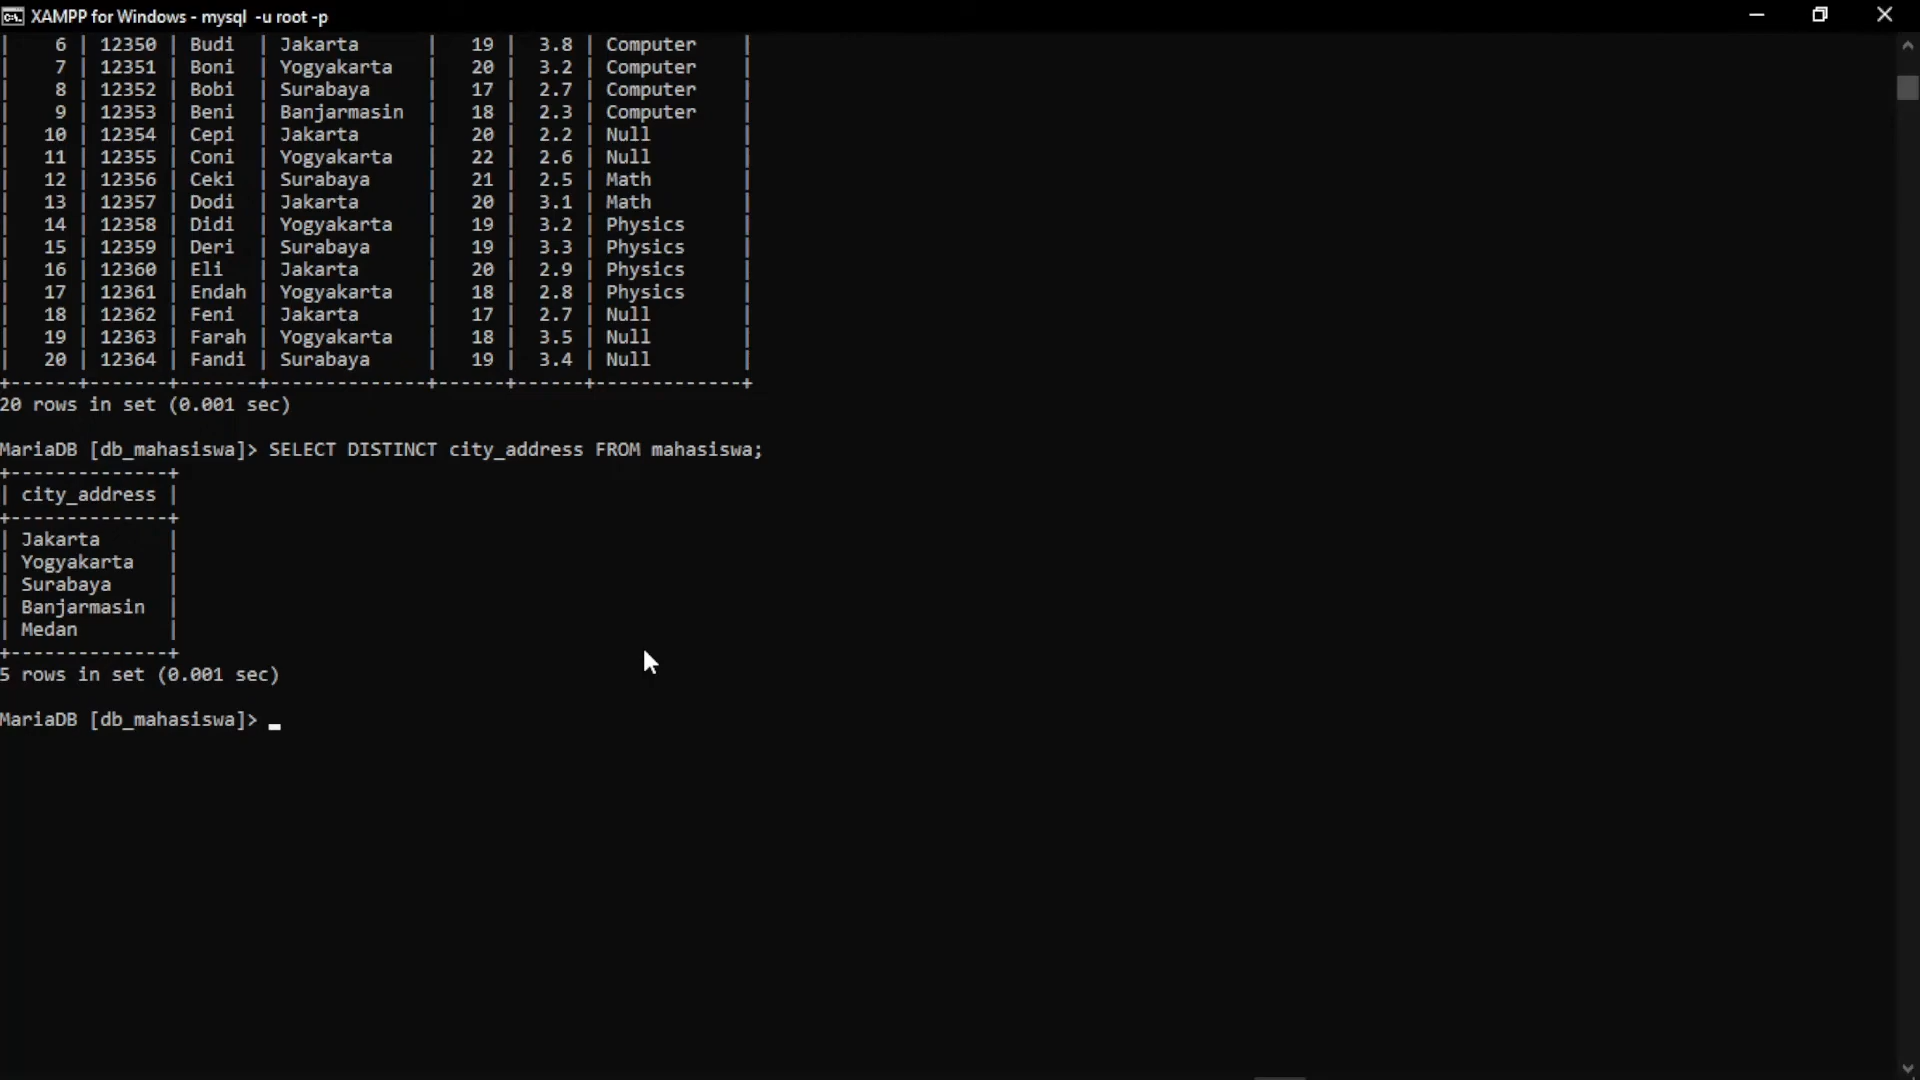 XAMPP for Windows - mysql  -u root -p
|    6 | 12350 | Budi  | Jakarta      |   19 |  3.8 | Computer     |
|    7 | 12351 | Boni  | Yogyakarta   |   20 |  3.2 | Computer     |
|    8 | 12352 | Bobi  | Surabaya     |   17 |  2.7 | Computer     |
|    9 | 12353 | Beni  | Banjarmasin  |   18 |  2.3 | Computer     |
|   10 | 12354 | Cepi  | Jakarta      |   20 |  2.2 | Null         |
|   11 | 12355 | Coni  | Yogyakarta   |   22 |  2.6 | Null         |
|   12 | 12356 | Ceki  | Surabaya     |   21 |  2.5 | Math         |
|   13 | 12357 | Dodi  | Jakarta      |   20 |  3.1 | Math         |
|   14 | 12358 | Didi  | Yogyakarta   |   19 |  3.2 | Physics      |
|   15 | 12359 | Deri  | Surabaya     |   19 |  3.3 | Physics      |
|   16 | 12360 | Eli   | Jakarta      |   20 |  2.9 | Physics      |
|   17 | 12361 | Endah | Yogyakarta   |   18 |  2.8 | Physics      |
|   18 | 12362 | Feni  | Jakarta      |   17 |  2.7 | Null         |
|   19 | 12363 | Farah | Yogyakarta   |   18 |  3.5 | Null         |
|   20 | 12364 | Fandi | Surabaya     |   19 |  3.4 | Null         |
+------+-------+-------+--------------+------+------+--------------+
20 rows in set (0.001 sec)
MariaDB [db_mahasiswa]> SELECT DISTINCT city_address FROM mahasiswa;
+--------------+
| city_address |
+--------------+
| Jakarta      |
| Yogyakarta   |
| Surabaya     |
| Banjarmasin  |
| Medan        |
+--------------+
5 rows in set (0.001 sec)
MariaDB [db_mahasiswa]> _